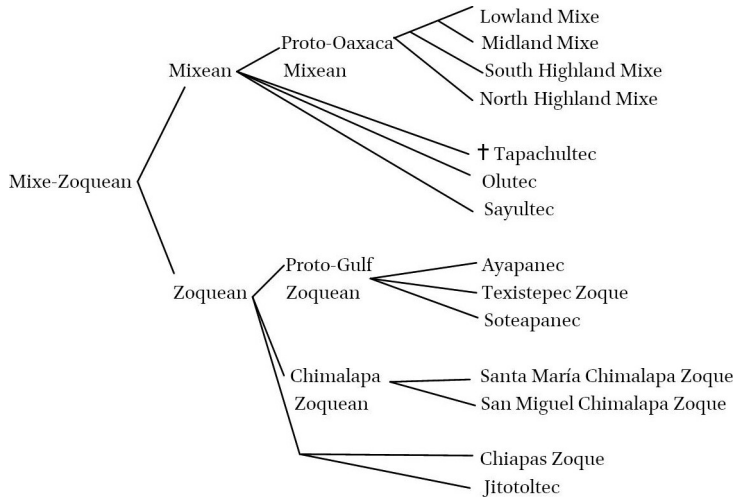 Lowland Mixe
Proto-Oaxaca
Midland Mixe
Mixean
Mixean
South Highland Mixe
North Highland Mixe
† Tapachultec
Mixe-Zoquean
Olutec
Sayultec
Proto-Gulf
Ayapanec
Zoquean
Zoquean
Texistepec Zoque
Soteapanec
Chimalapa
Santa María Chimalapa Zoque
Zoquean
San Miguel Chimalapa Zoque
Chiapas Zoque
Jitotoltec